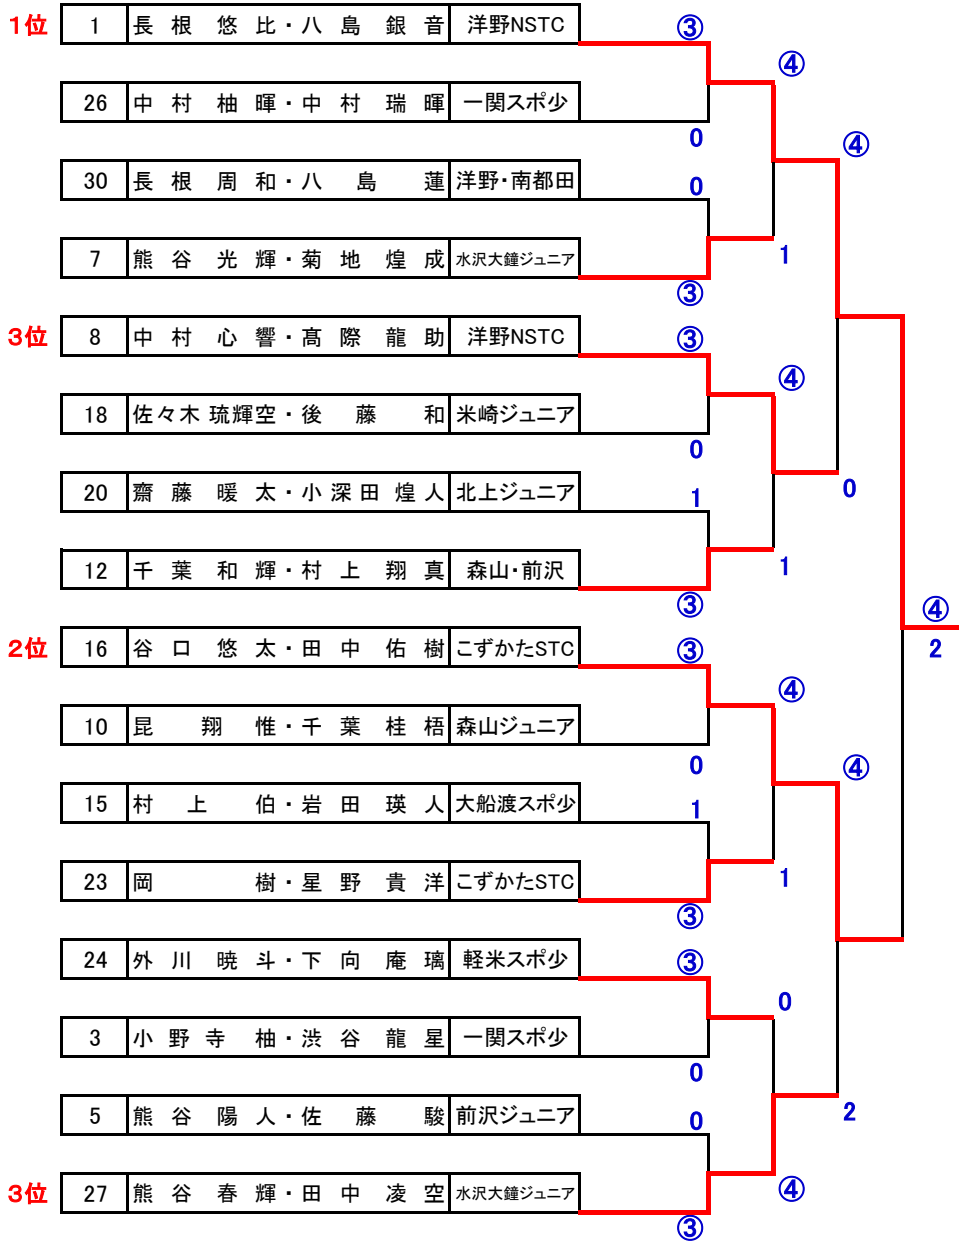 1位 1 長根 悠比・八島 銀音 洋野NSTC ③
④
26 中村 柚暉・中村 瑞暉 一関スポ少
0
④
30 長根 周和・八島 蓮 洋野・南都田 0
7 熊谷 光輝・菊地 煌成 水沢大鐘ジュニア 1
③
3位 8 中村 心響・髙際 龍助 洋野NSTC ③
④
18 佐々木 琉輝空・後藤 和 米崎ジュニア
0
20 齋藤 暖太・小深田 煌人 北上ジュニア 1 0
12 千葉 和輝・村上 翔真 森山・前沢 1
③
④
2位 16 谷口 悠太・田中 佑樹 こずかたSTC ③ 2
④
10 昆 翔惟・千葉 桂梧 森山ジュニア
0 ④
15 村上 伯・岩田 瑛人 大船渡スポ少 1
23 岡 樹・星野 貴洋 こずかたSTC 1
③
24 外川 暁斗・下向 庵璃 軽米スポ少 ③
0
3 小野寺 柚・渋谷 龍星 一関スポ少
0
5 熊谷 陽人・佐藤 駿 前沢ジュニア 0 2
3位 27 熊谷 春輝・田中 凌空 水沢大鐘ジュニア ④
③